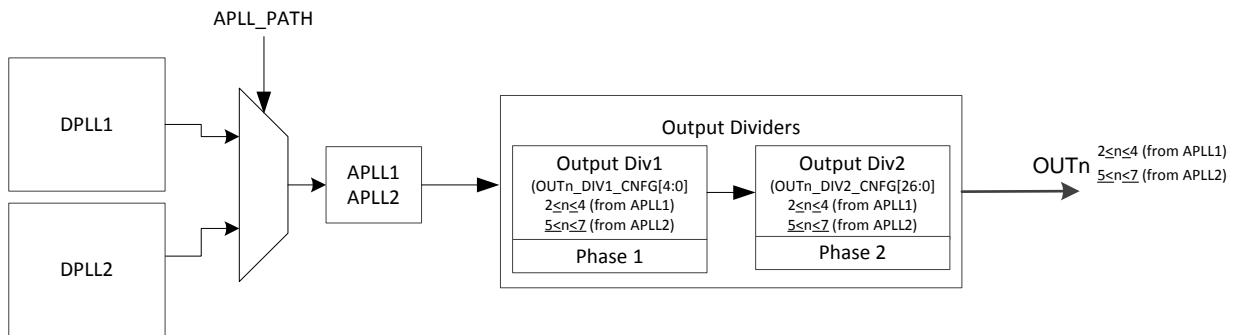 APLL_PATH
DPLL1
DPLL2
APLL1
APLL2
Output Dividers
Output Div1
(OUTn_DIV1_CNFG[4:0]
2≤n≤4 (from APLL1)
5≤n≤7 (from APLL2)
Phase 1
Output Div2
(OUTn_DIV2_CNFG[26:0]
2≤n≤4 (from APLL1)
5≤n≤7 (from APLL2)
Phase 2
OUTn
2≤n≤4 (from APLL1)
5≤n≤7 (from APLL2)